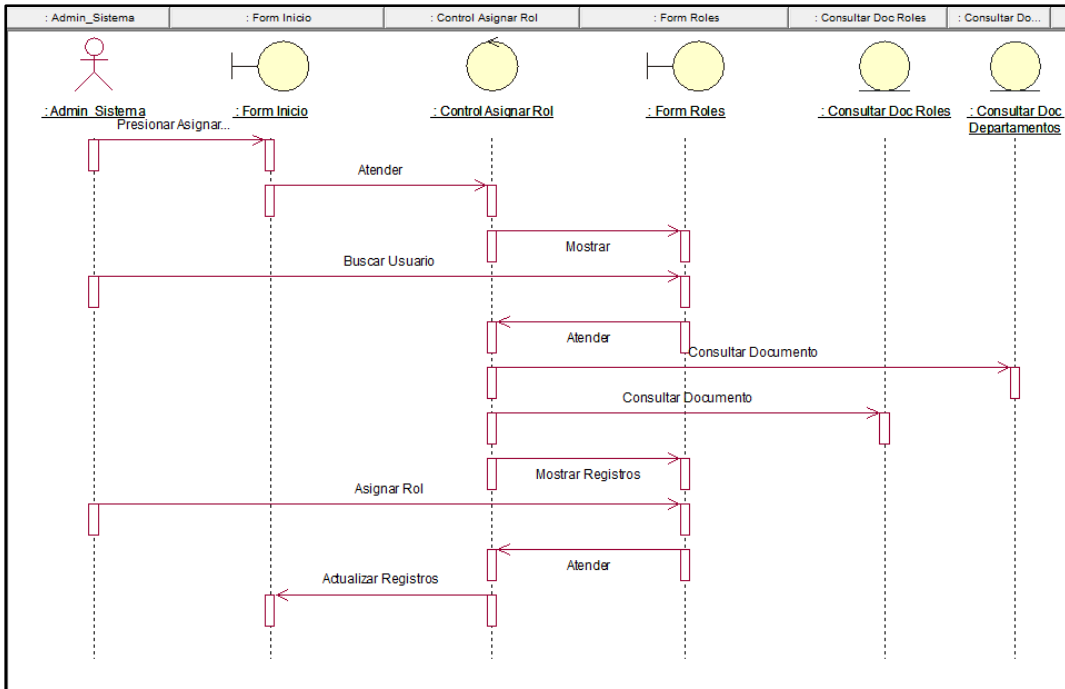 : Admin_Sistema
: Form Inicio
: Control Asignar Rol
: Form Roles
: Consultar Doc Roles
: Consultar Do...
: Admin_Sistema
: Form Inicio
: Control Asignar Rol
: Form Roles
: Consultar Doc Roles
: Consultar Doc
Departamentos
Presionar Asignar...
Atender
Mostrar
Buscar Usuario
Atender
Consultar Documento
Consultar Documento
Mostrar Registros
Asignar Rol
Atender
Actualizar Registros